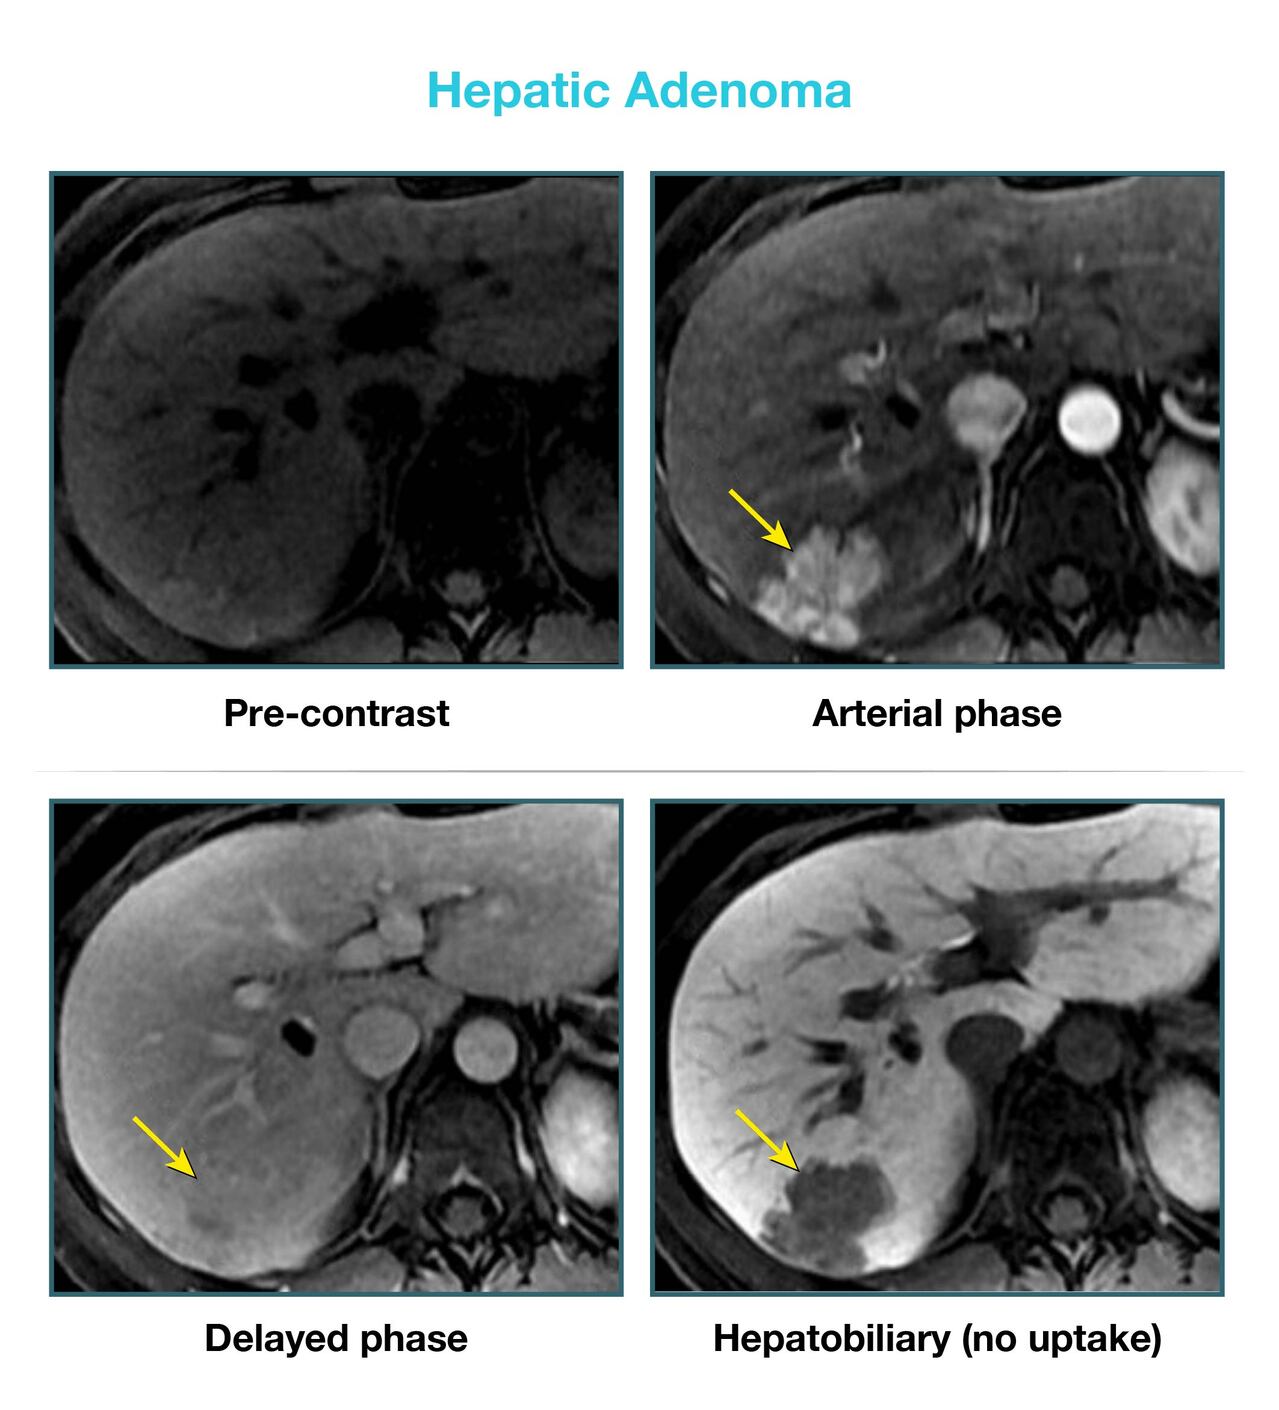 Hepatic Adenoma
Pre-contrast
Arterial phase
Delayed phase
Hepatobiliary (no uptake)